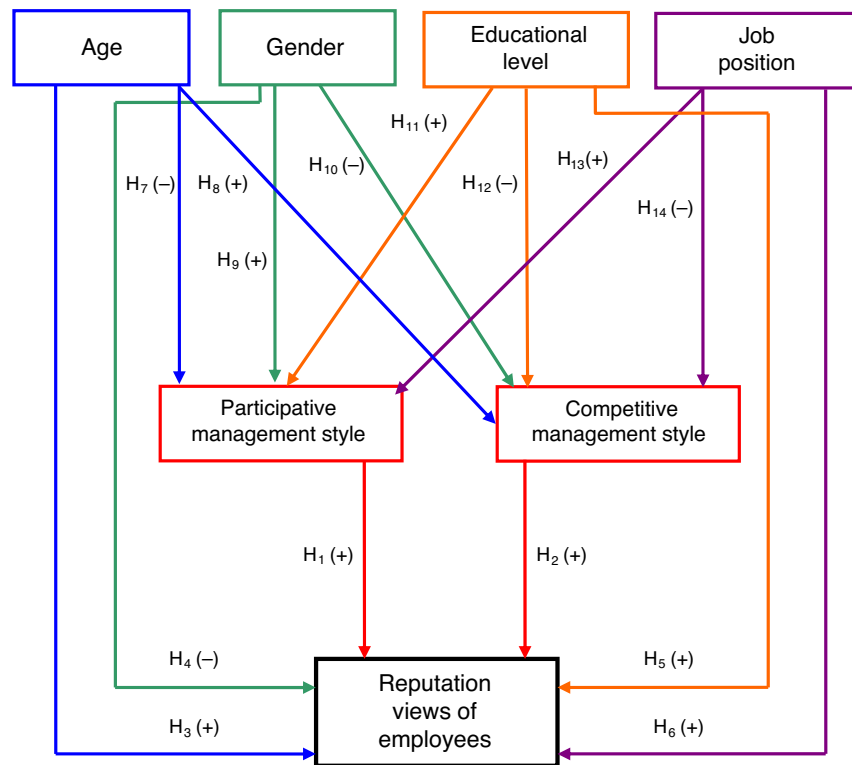 Age
Gender
Educational
level
Job
position
H11 (+)
H10 (–)
H13(+)
H7 (–)
H8 (+)
H12 (–)
H14 (–)
H9 (+)
Participative
management style
Competitive
management style
H1 (+)
H2 (+)
H4 (–)
H5 (+)
Reputation
views of
employees
H3 (+)
H6 (+)